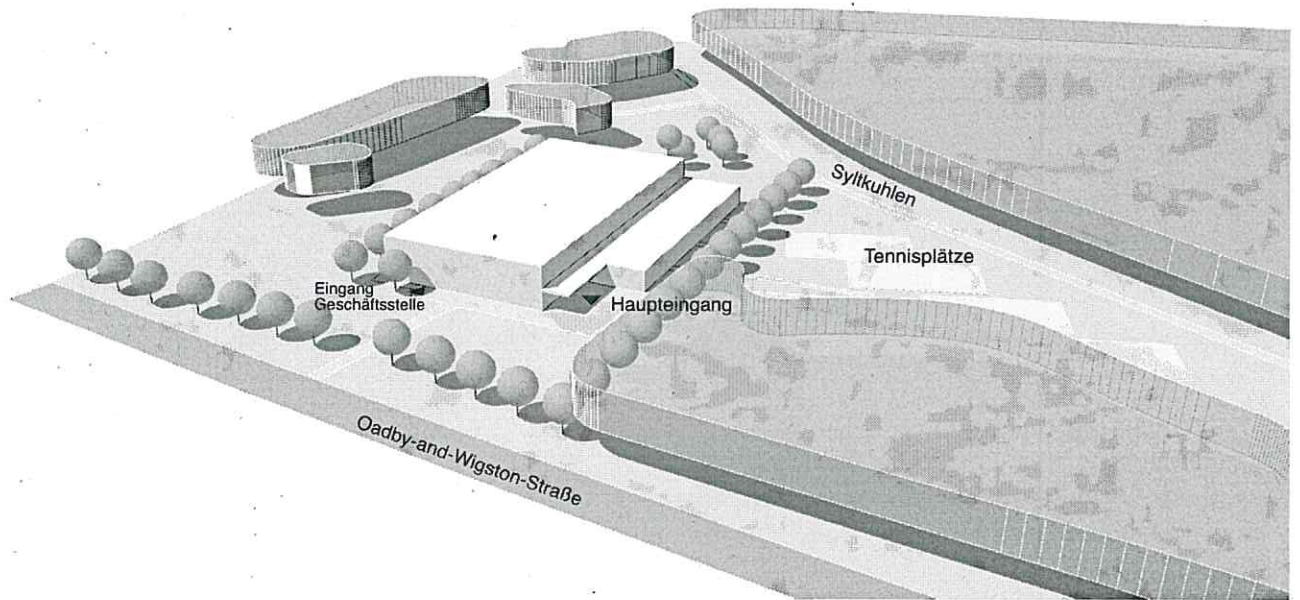 Syltkuhlen
Tennisplätze
Eingang
Geschäftsstelle
Haupteingang
Oadby-and-Wigston-Straße